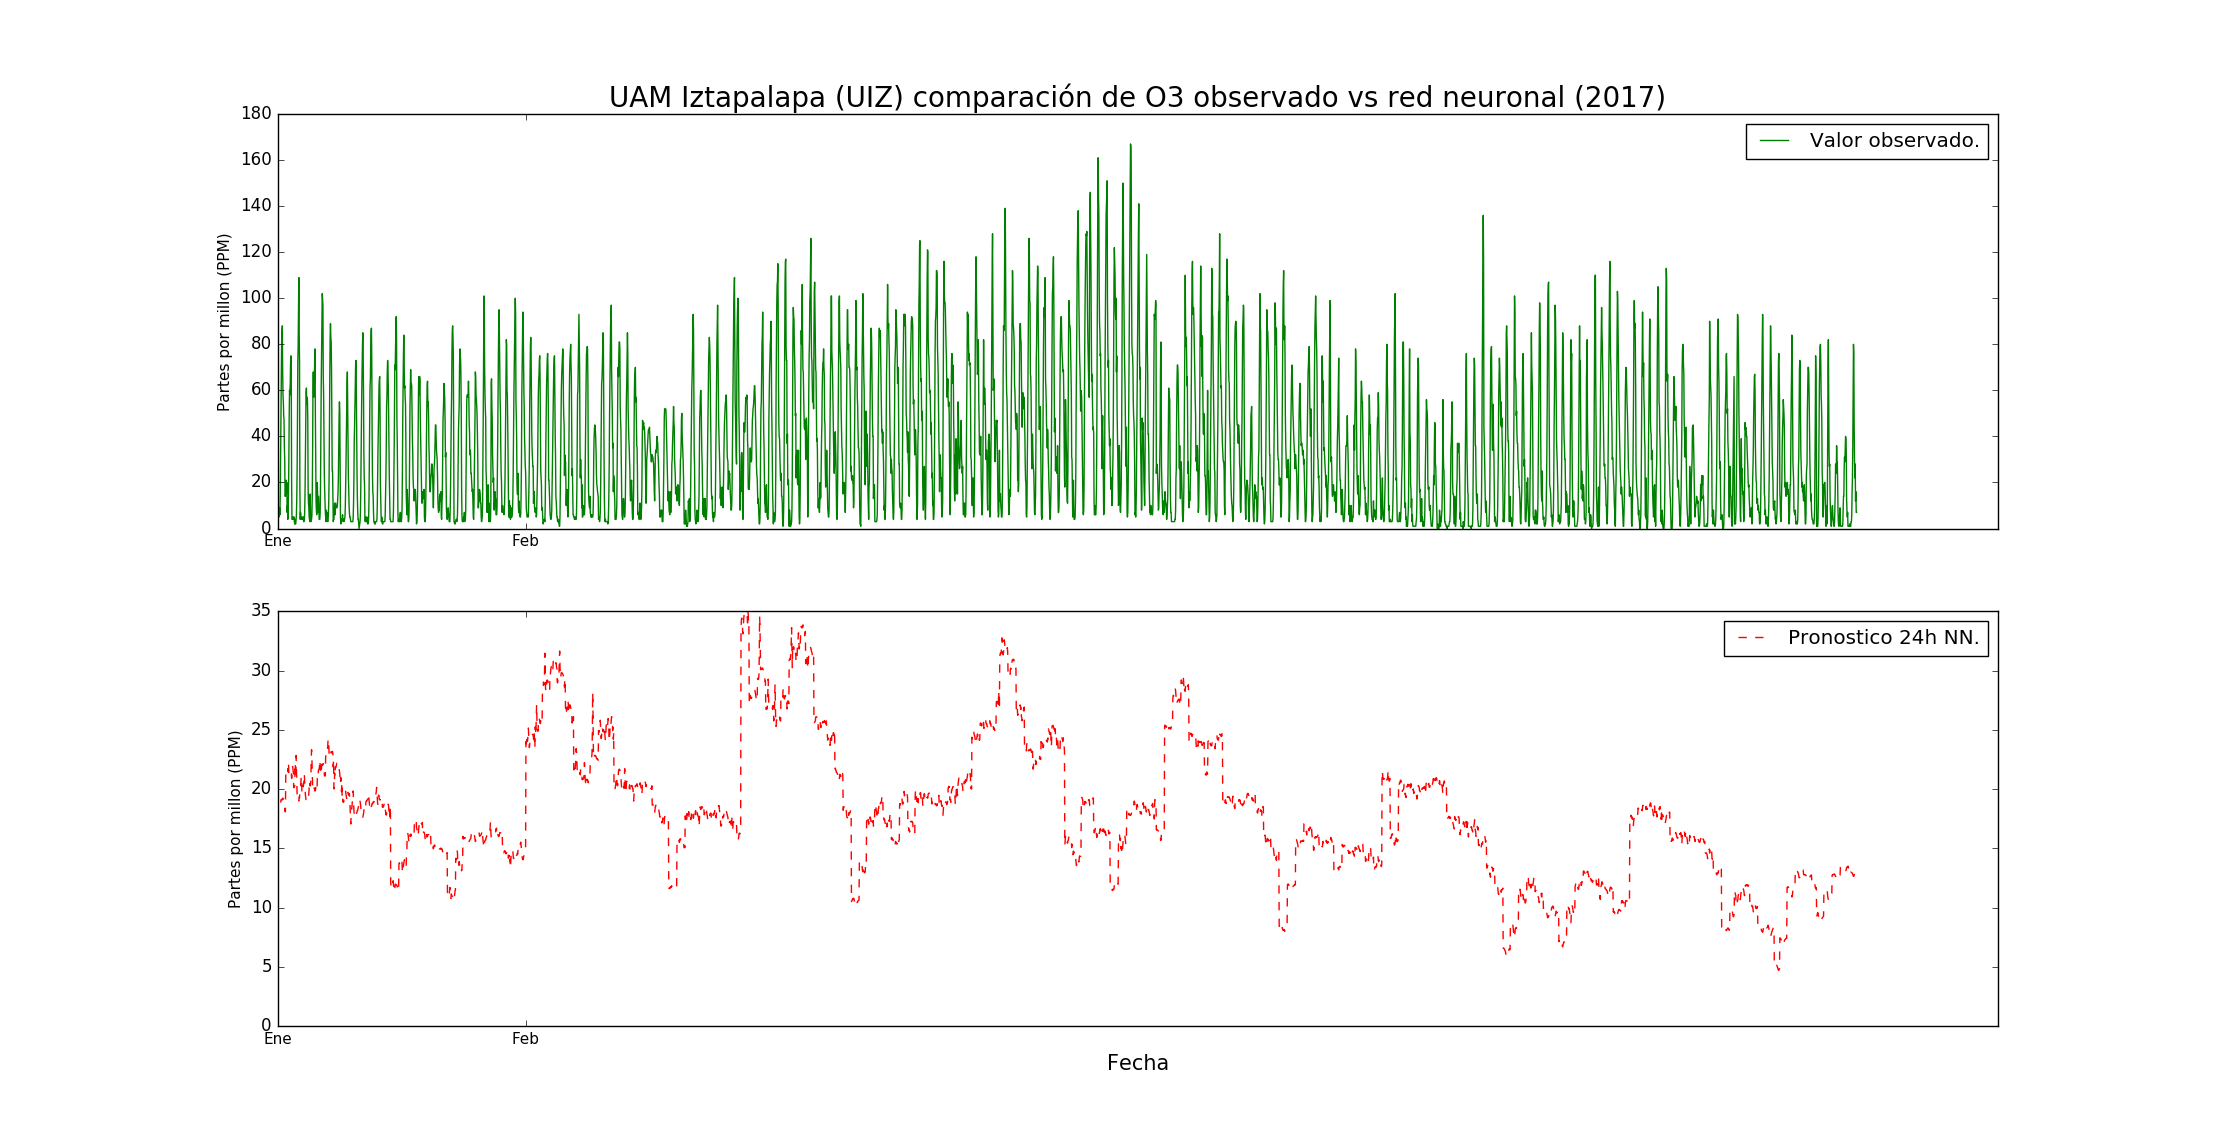 UAM Iztapalapa (UIZ) comparación de O3 observado vs red neuronal (2017)
180
160
140
120
100
80
60
40
20
0
Partes por millon (PPM)
Valor observado.
Ene
Feb
35
30
25
20
15
10
5
0
Partes por millon (PPM)
Pronostico 24h NN.
Ene
Feb
Fecha